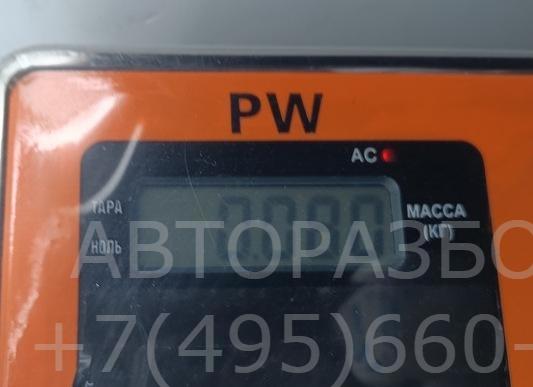 PW
AC
ТАРА
МАССА
(КГ)
НОЛЬ
АВТОРАЗБО
+7(495)660-